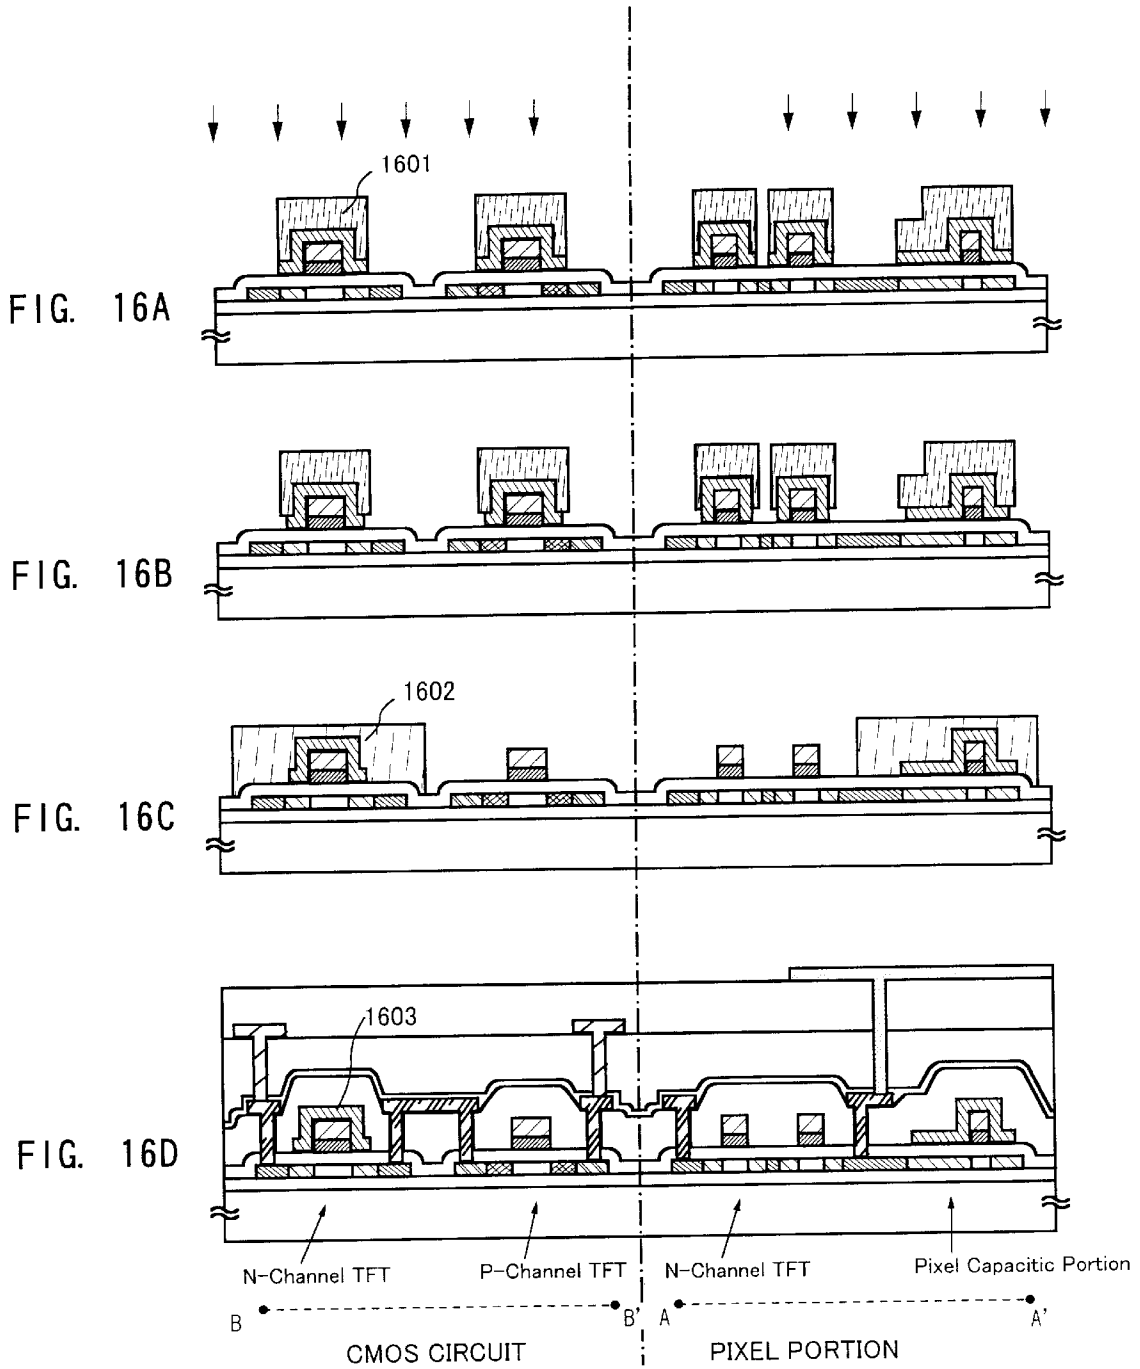 1601
FIG. 16A
FIG. 16B
1602
FIG. 16C
1603
FIG. 16D
N-Channel TFT
P-Channel TFT
N-Channel TFT
Pixel Capacitic Portion
B
B'
A
A'
CMOS CIRCUIT
PIXEL PORTION